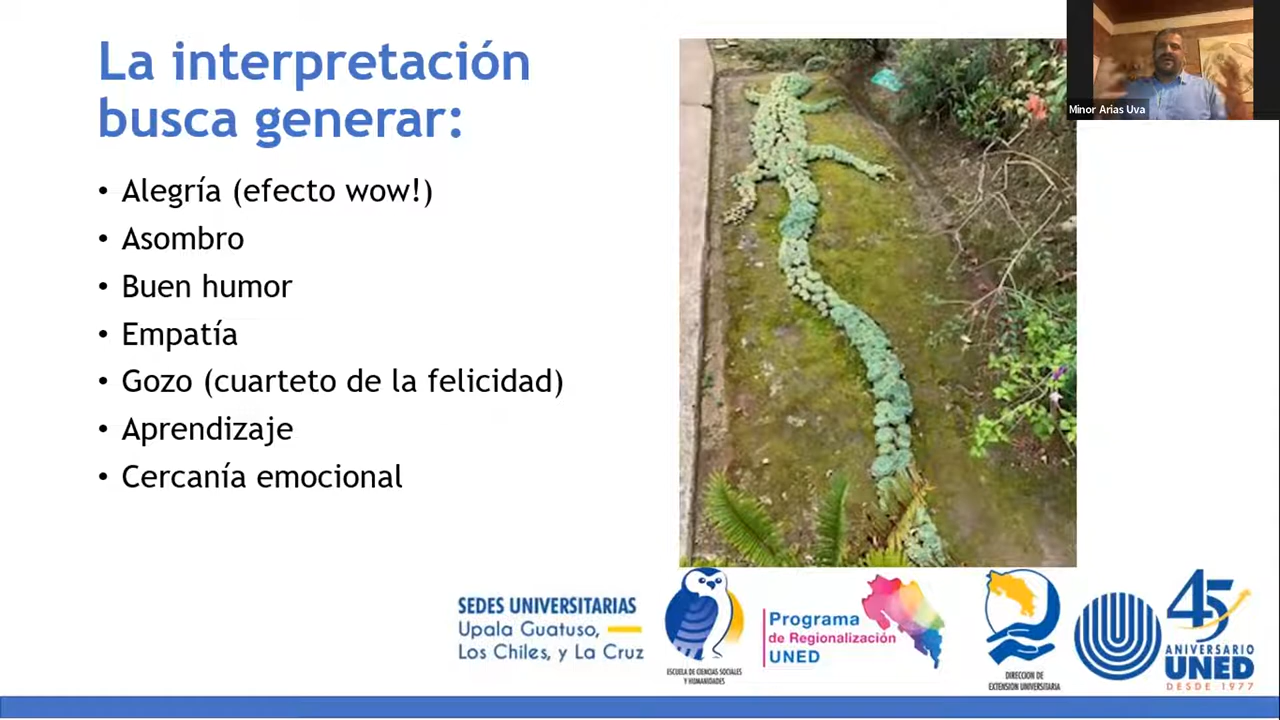 La interpretación
busca generar:
• Alegría (efecto wow!)
• Asombro
• Buen humor
• Empatía
• Gozo (cuarteto de la felicidad)
• Aprendizaje
• Cercanía emocional
Minor Arias Uva
SEDES UNIVERSITARIAS
Upala Guatuso,
Los Chiles, y La Cruz
ESCUELA DE CIENCIAS SOCIALES
Y HUMANIDADES
Programa
de Regionalización
UNED
DIRECCION DE
EXTENSION UNIVERSITARIA
45
ANIVERSARIO
UNED
DESDE 1977